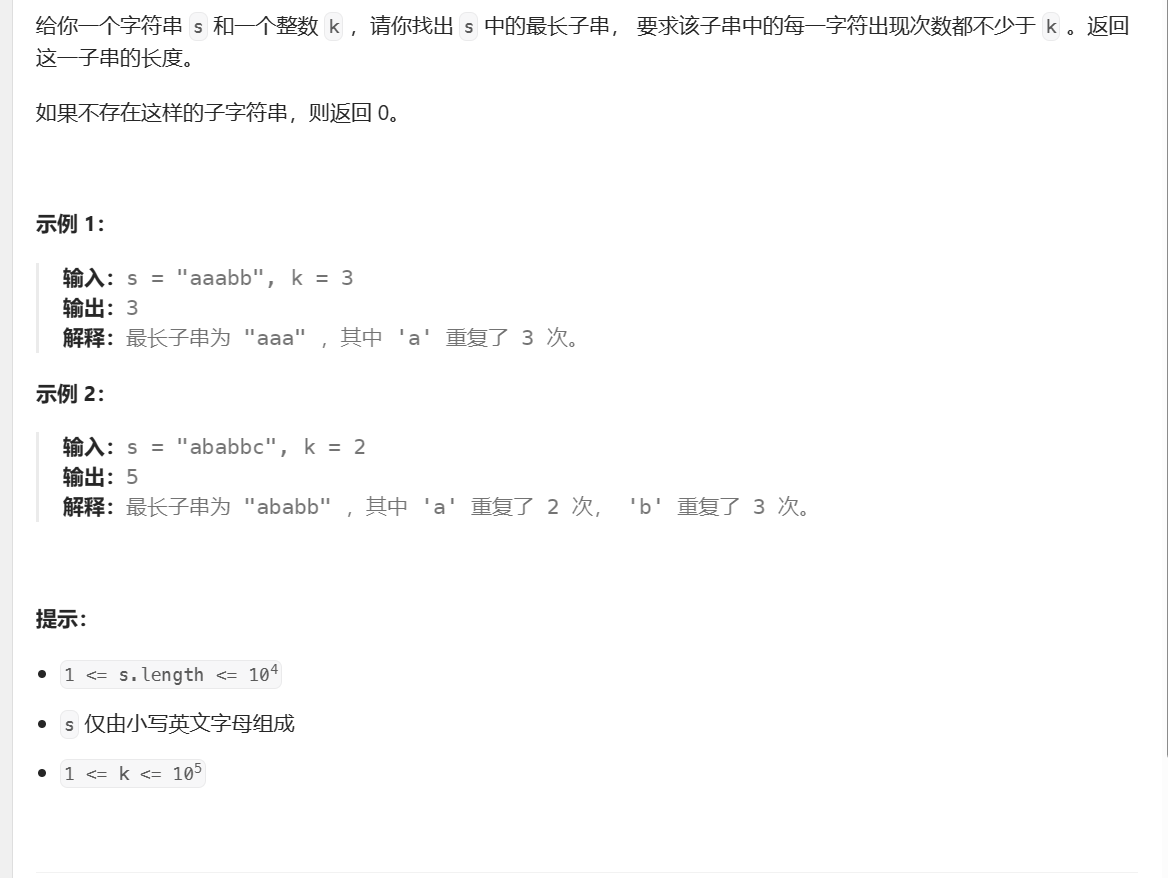 给你一个字符串 s 和一个整数 k ，请你找出 s 中的最长子串， 要求该子串中的每一字符出现次数都不少于 k 。返回
这一子串的长度。
如果不存在这样的子字符串，则返回 0。
示例 1：
输入：s = "aaabb", k = 3
输出：3
解释：最长子串为 "aaa" ，其中 'a' 重复了 3 次。
示例 2：
输入：s = "ababbc", k = 2
输出：5
解释：最长子串为 "ababb" ，其中 'a' 重复了 2 次， 'b' 重复了 3 次。
提示：
• 1 <= s.length <= 10⁴
• s 仅由小写英文字母组成
• 1 <= k <= 10⁵